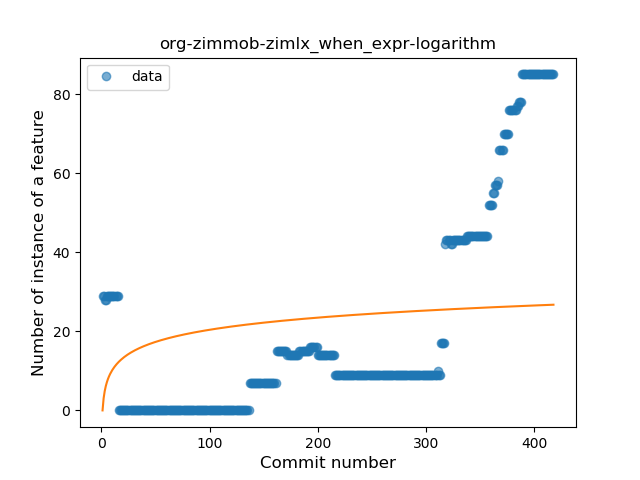 org-zimmob-zimlx_when_expr-logarithm
data
Number of instance of a feature
80
60
40
20
0
0 100 200 300 400
Commit number